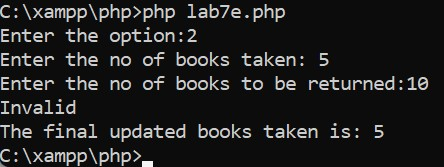 C:\xampp\php>php lab7e.php
Enter the option:2
Enter the no of books taken: 5
Enter the no of books to be returned:10
Invalid
The final updated books taken is: 5
C:\xampp\php>